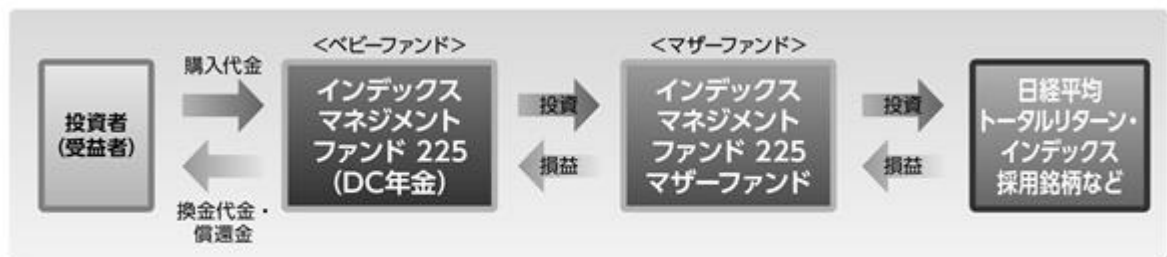 <ベビーファンド>
<マザーファンド>
購入代金
投資者
(受益者)
換金代金・
償還金
インデックス
マネジメント
ファンド 225
(DC年金)
投資
損益
インデックス
マネジメント
ファンド 225
マザーファンド
投資
損益
日経平均
トータルリターン・
インデックス
採用銘柄など